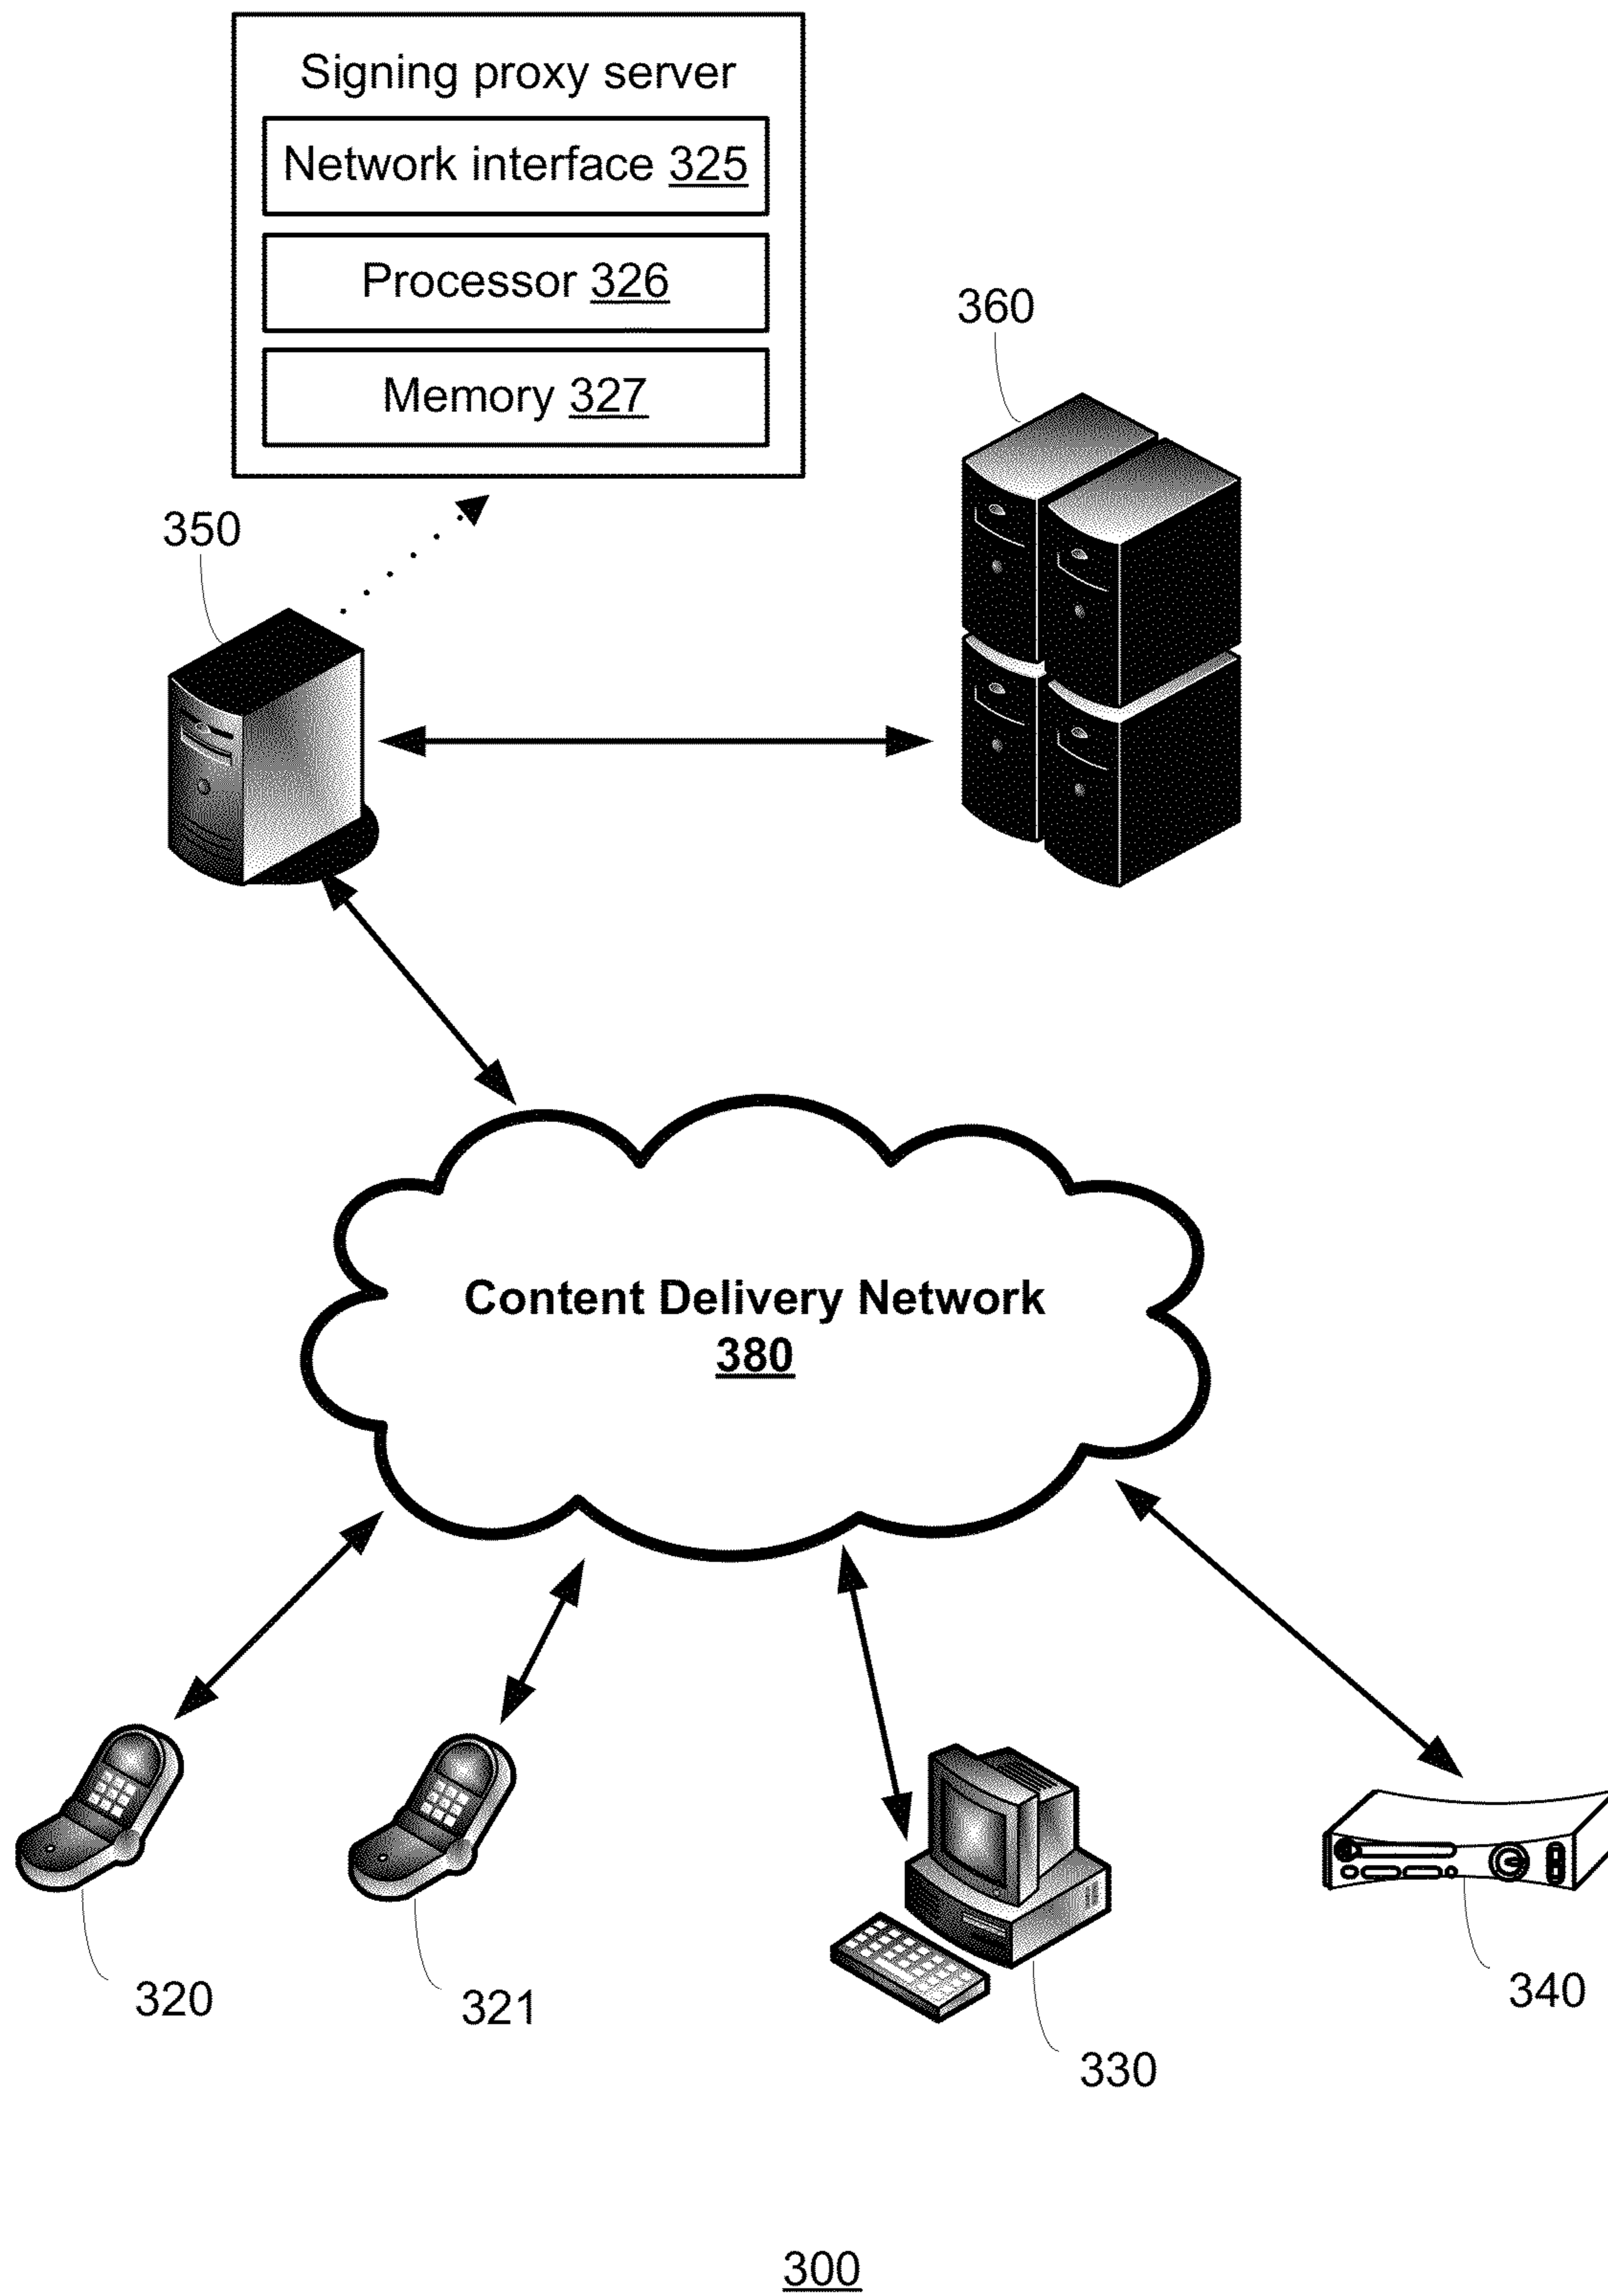 Signing proxy server
Network interface 325
Processor 326
Memory 327
360
350
Content Delivery Network
380
320
321
330
340
300